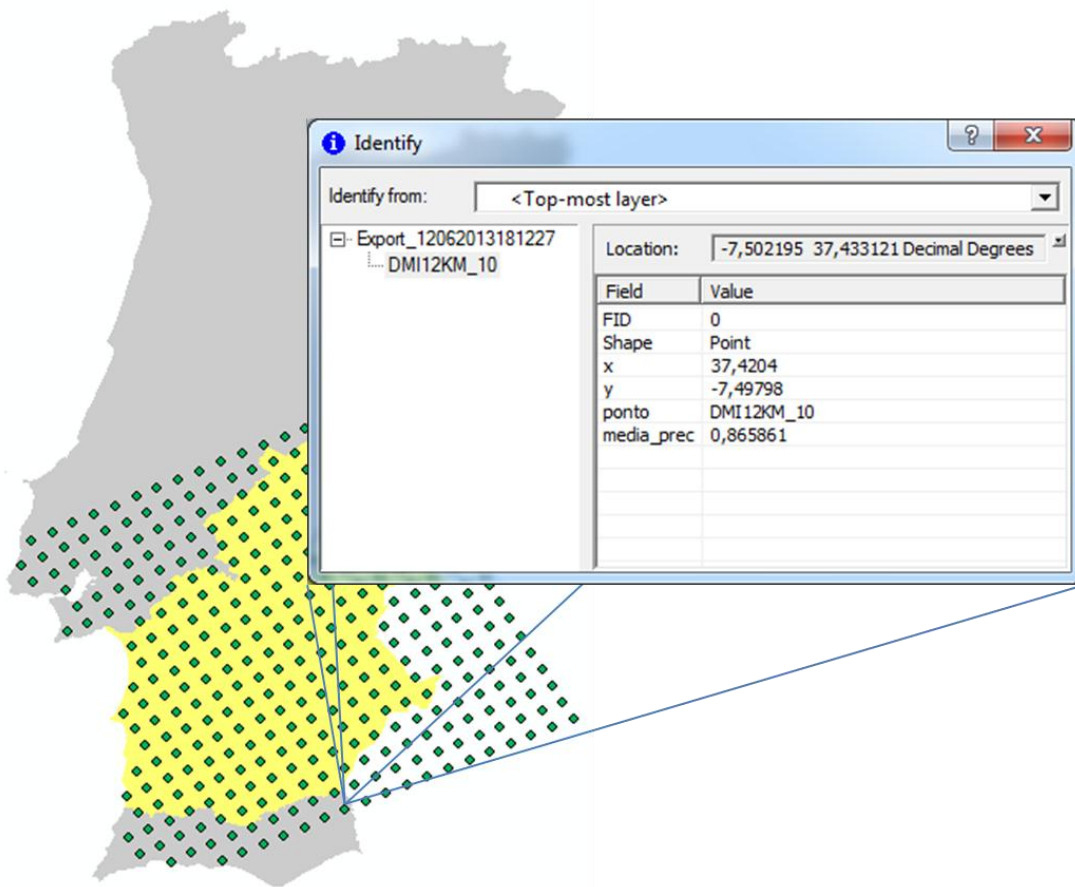 Identify
Identify from: <Top-most layer>
Export_12062013181227
DMI12KM_10
Location: -7,502195 37,433121 Decimal Degrees
Field Value
FID 0
Shape Point
x 37,4204
y -7,49798
ponto DMI12KM_10
media_prec 0,865861